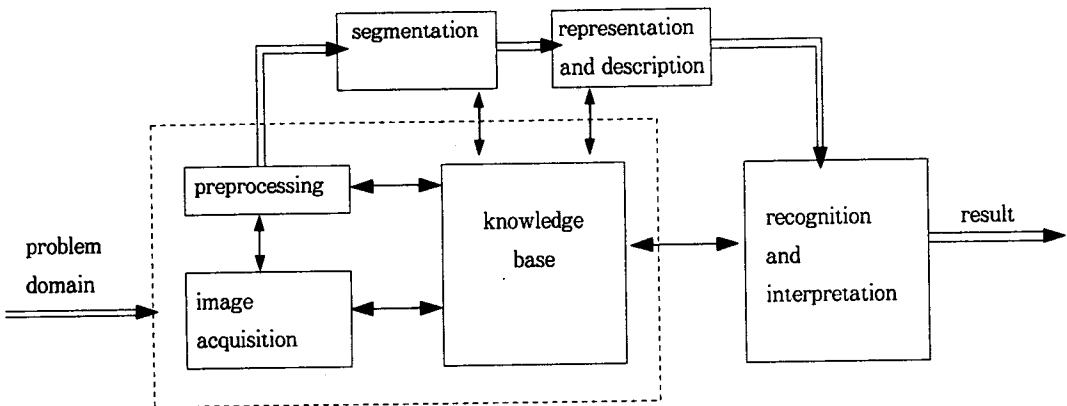 segmentation
representation
and description
preprocessing
knowledge
base
recognition
and
interpretation
result
problem
domain
image
acquisition